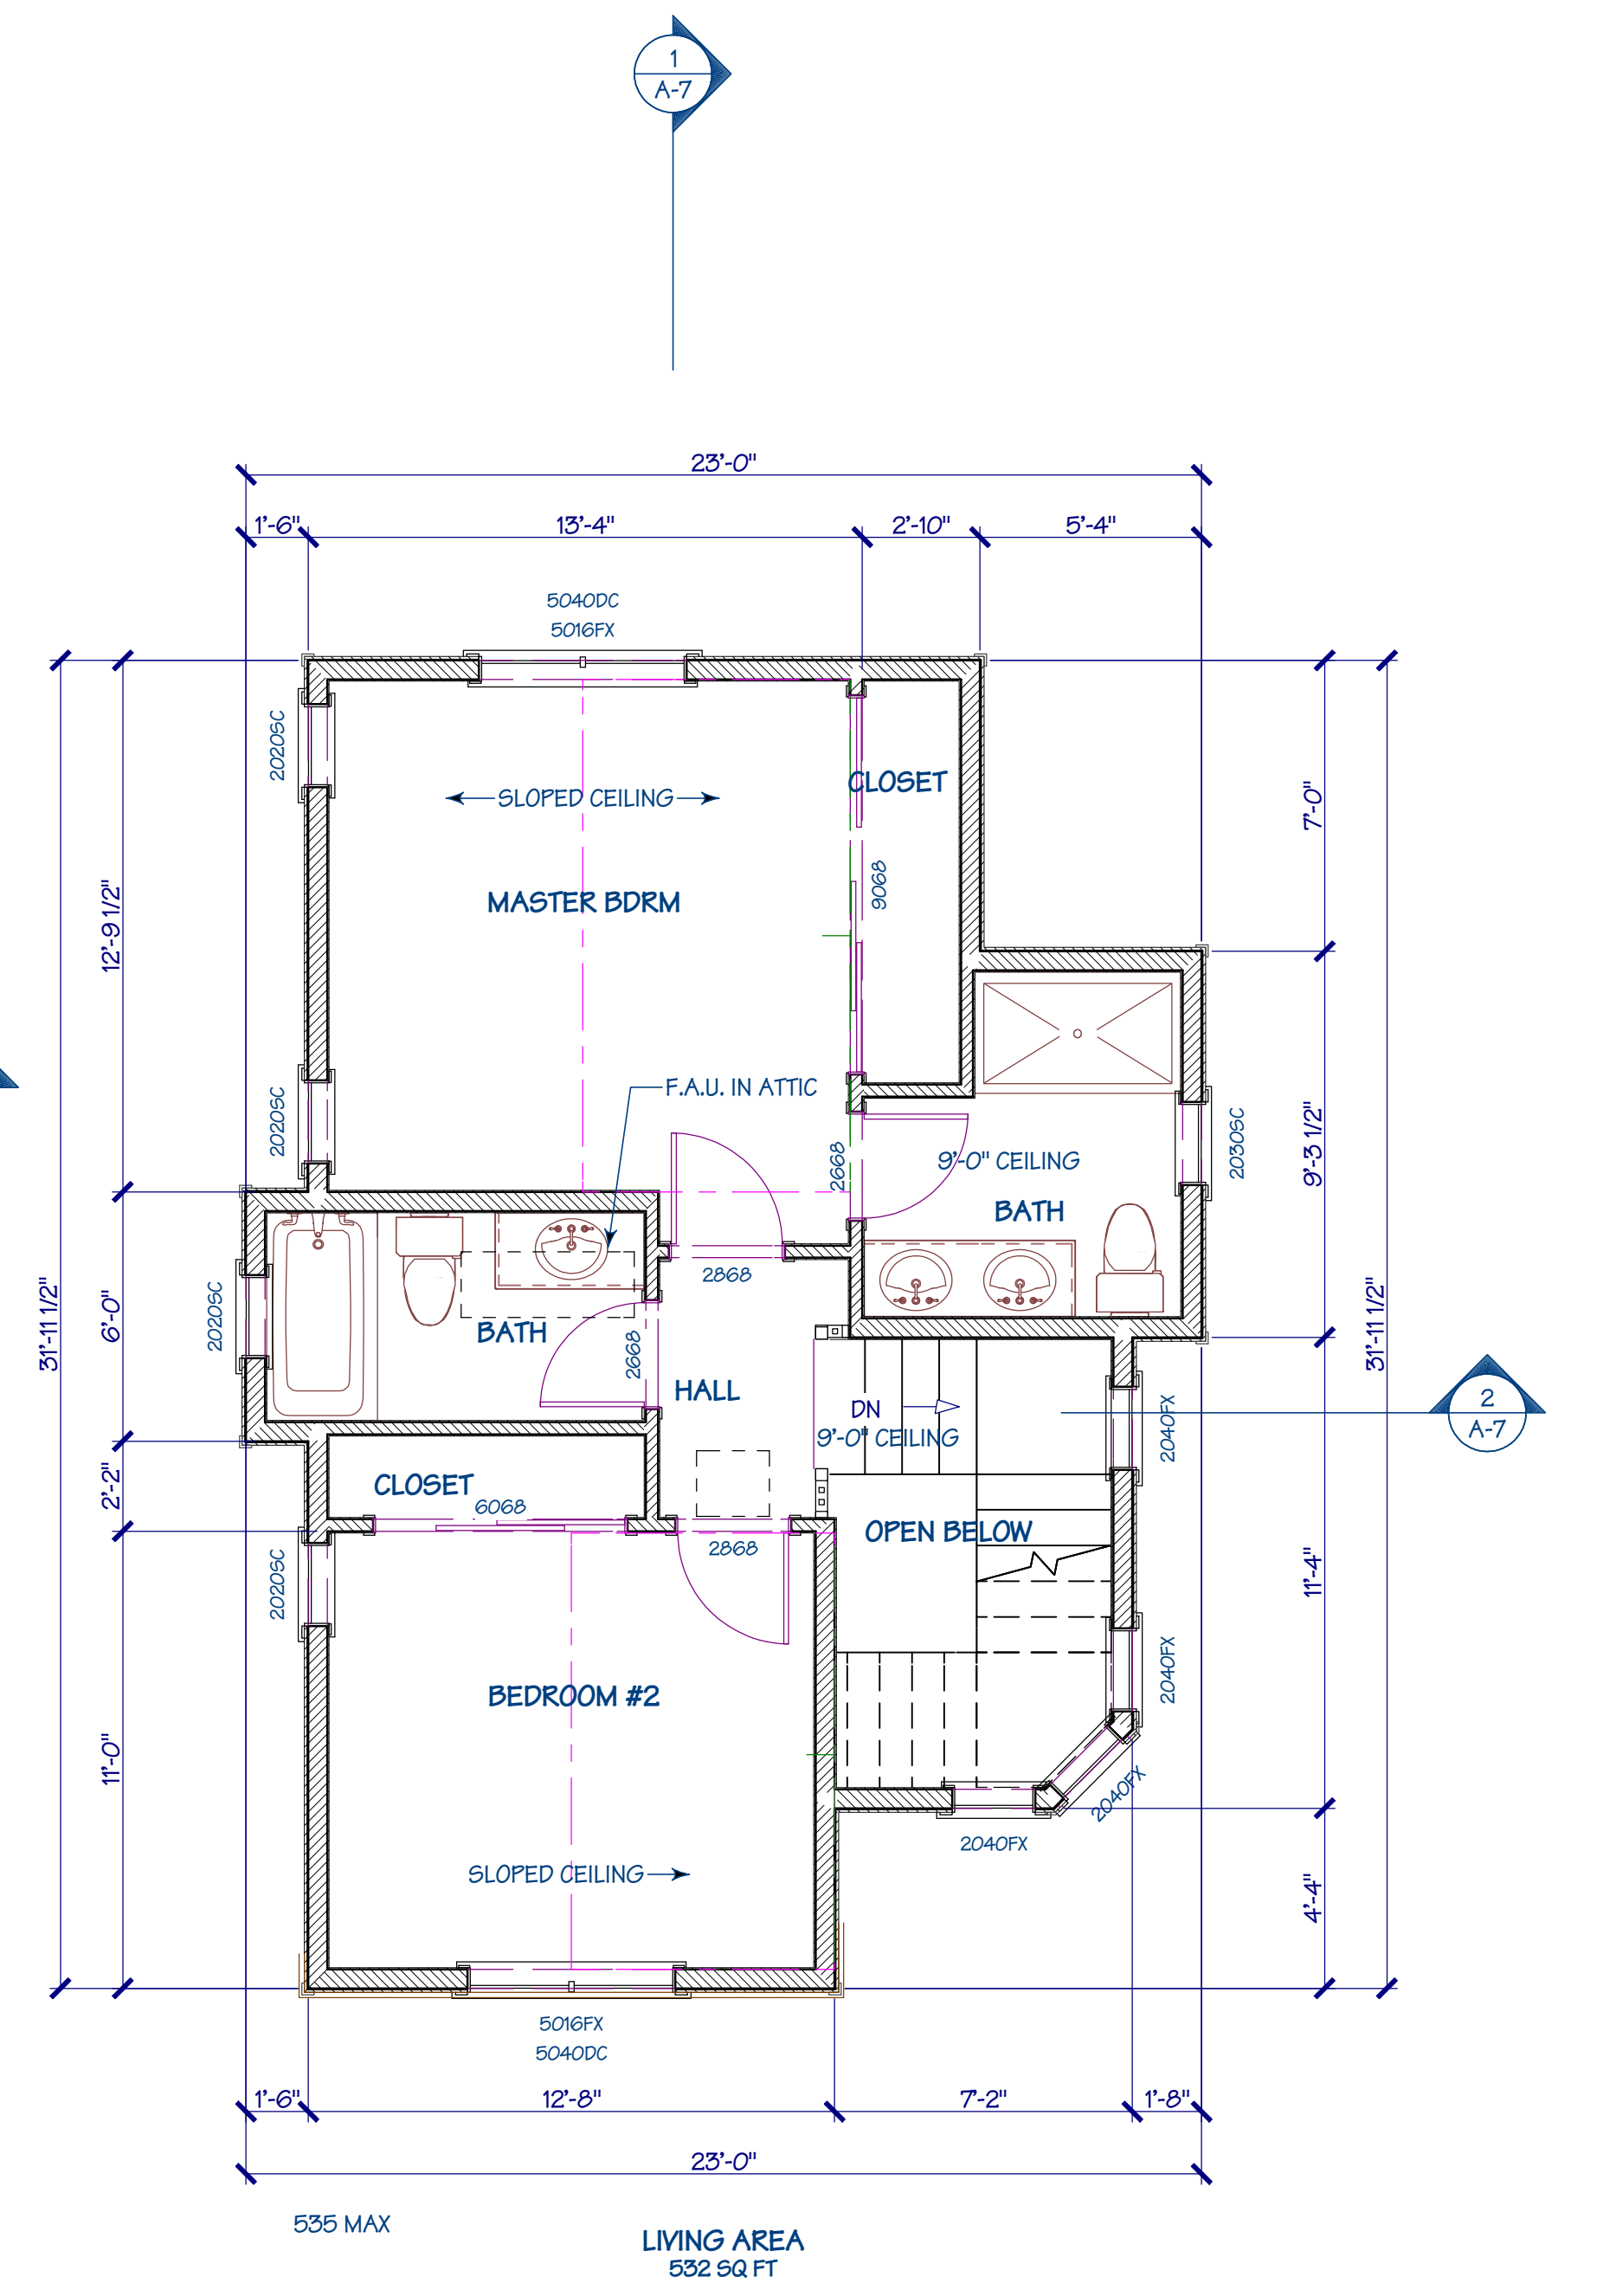 1
A-7
23'-0"
1'-6"
13'-4"
2'-10"
5'-4"
5040DC
5016FX
2020SC
SLOPED CEILING
CLOSET
7'-0"
9068
MASTER BDRM
12'-9 1/2"
F.A.U. IN ATTIC
2020SC
2668
9'-0" CEILING
2030SC
9'-3 1/2"
BATH
2868
2020SC
31'-11 1/2"
6'-0"
BATH
2668
HALL
31'-11 1/2"
DN
9'-0" CEILING
2040FX
2
A-7
2'-2"
CLOSET
6068
OPEN BELOW
2868
2020SC
11'-4"
2040FX
BEDROOM #2
11'-0"
2040FX
2040FX
SLOPED CEILING
4'-4"
5016FX
5040DC
1'-6"
12'-8"
7'-2"
1'-8"
23'-0"
535 MAX
LIVING AREA
532 SQ FT